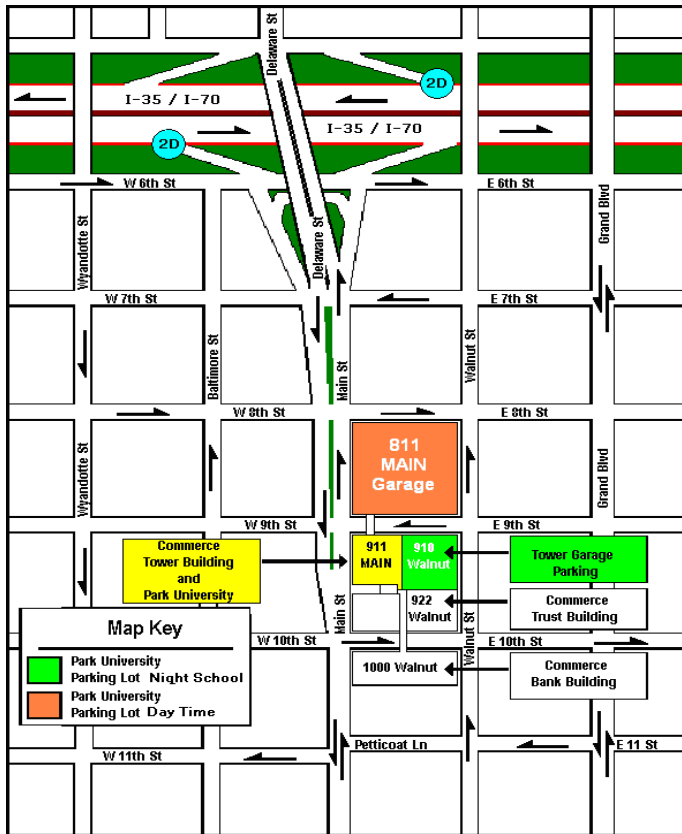 Delaware St
2D
I-35 / I-70
I-35 / I-70
2D
W 6th St
E 6th St
Wyandotte St
Delaware St
Grand Blvd
W 7th St
E 7th St
Baltimore St
Main St
Walnut St
W 8th St
E 8th St
811
MAIN
Garage
Wyandotte St
Grand Blvd
W 9th St
E 9th St
Commerce
Tower Building
and
Park University
911
MAIN
910
Walnut
Tower Garage
Parking
922
Walnut
Commerce
Trust Building
Main St
Walnut St
Map Key
Park University
Parking Lot Night School
Park University
Parking Lot Day Time
W 10th St
E 10th St
1000 Walnut
Commerce
Bank Building
W 11th St
Petticoat Ln
E 11 St